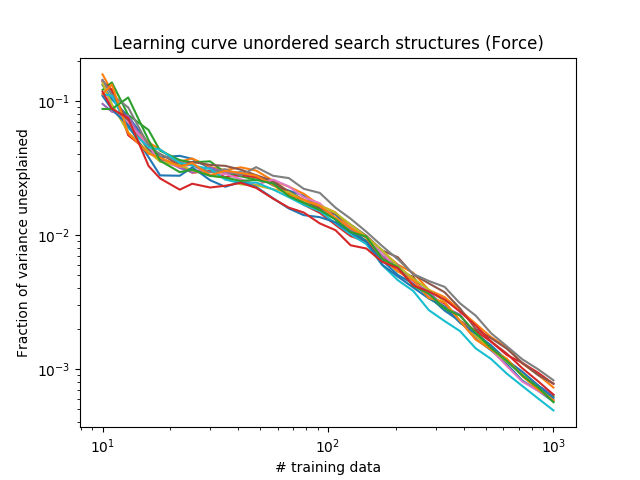 Learning curve unordered search structures (Force)
Fraction of variance unexplained
10⁻¹
10⁻²
10⁻³
10¹
10²
10³
# training data